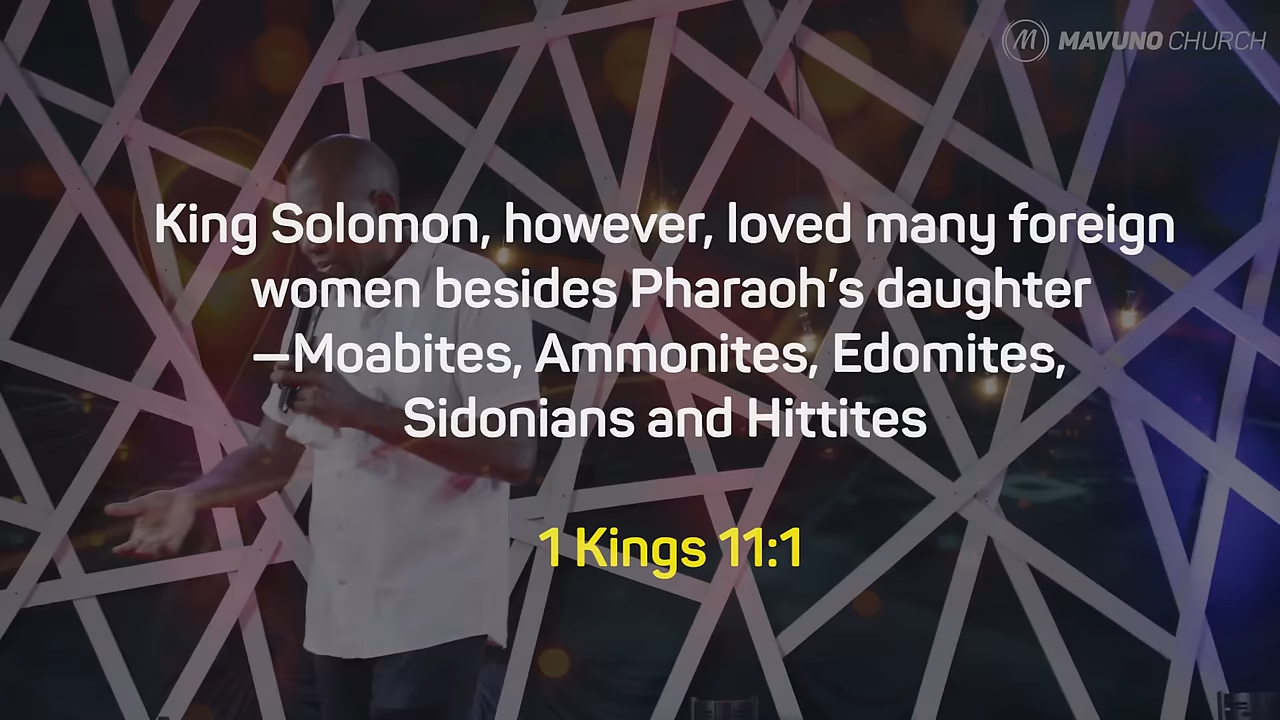 M MAVUNO CHURCH
King Solomon, however, loved many foreign
women besides Pharaoh's daughter
—Moabites, Ammonites, Edomites,
Sidonians and Hittites
1 Kings 11:1